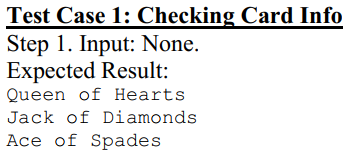 Test Case 1: Checking Card Info
Step 1. Input: None.
Expected Result:
Queen of Hearts
Jack of Diamonds
Ace of Spades